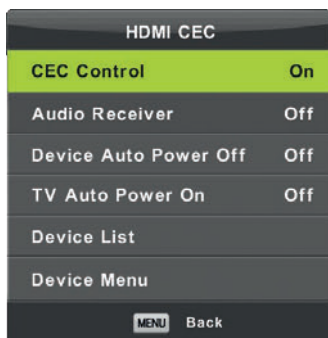 HDMI CEC
CEC Control On
Audio Receiver Off
Device Auto Power Off Off
TV Auto Power On Off
Device List
Device Menu
MENU Back